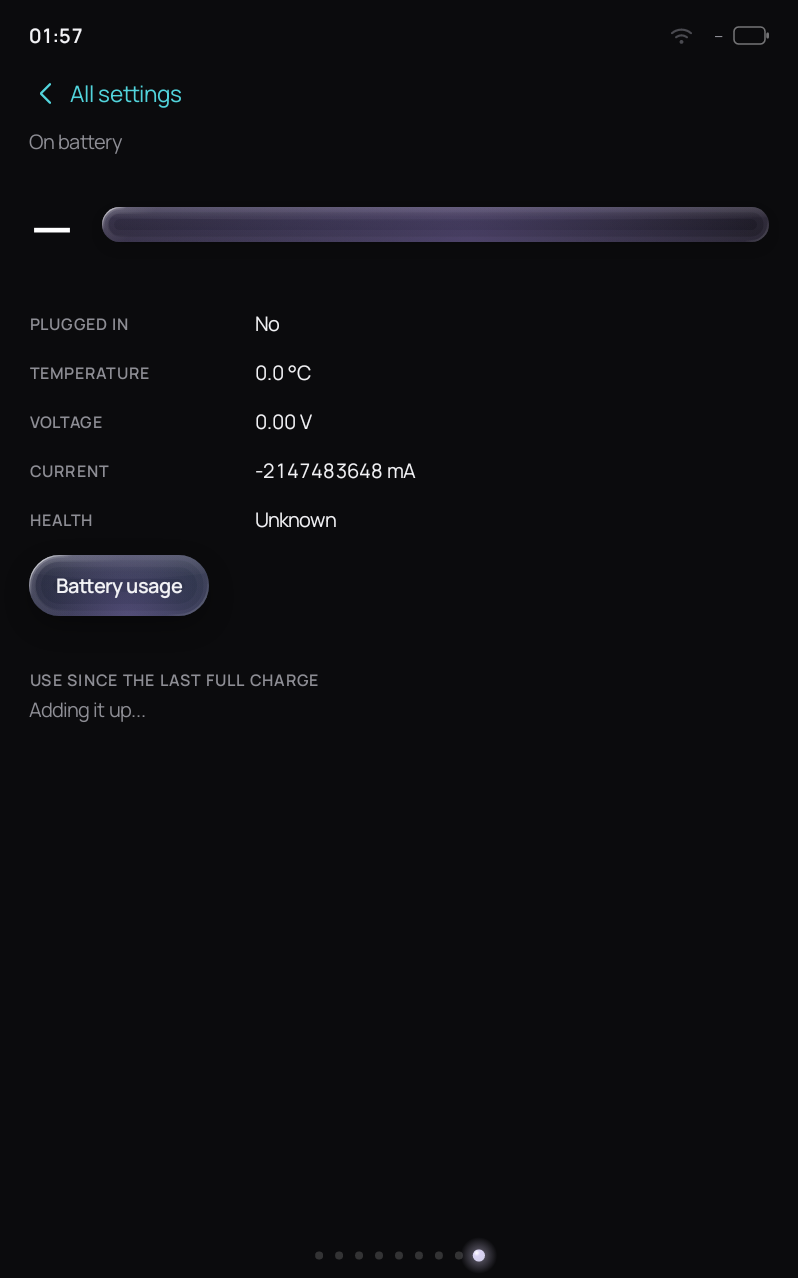 01:57
–
All settings
On battery
—
PLUGGED IN No
TEMPERATURE 0.0 °C
VOLTAGE 0.00 V
CURRENT -2147483648 mA
HEALTH Unknown
Battery usage
USE SINCE THE LAST FULL CHARGE
Adding it up...